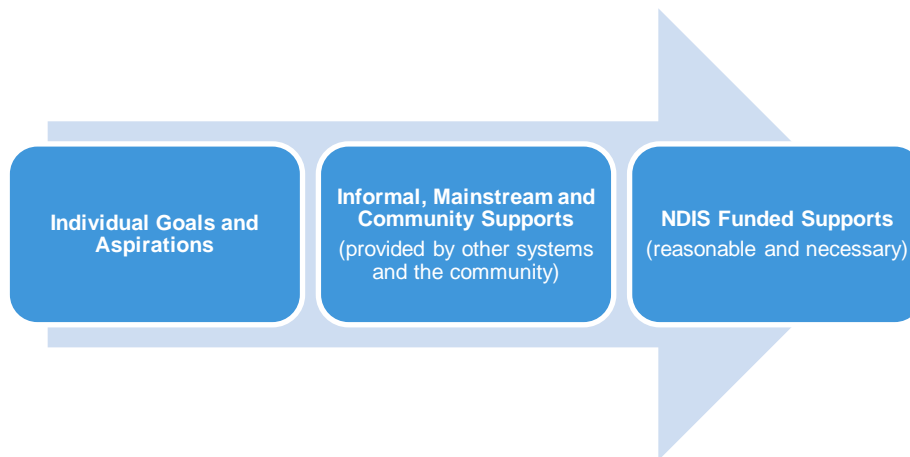 Individual Goals and
Aspirations
Informal, Mainstream and
Community Supports
(provided by other systems
and the community)
NDIS Funded Supports
(reasonable and necessary)